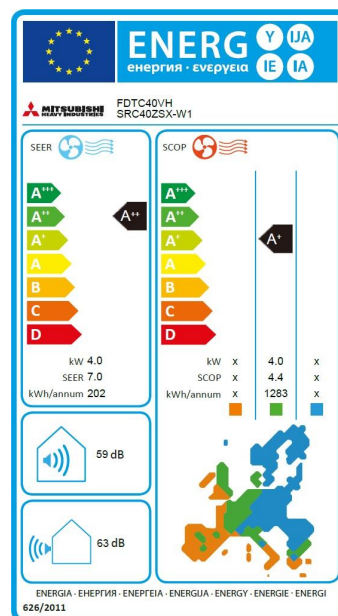 ENERG Y IJA
енергия · ενεργεια IE IA
MITSUBISHI HEAVY INDUSTRIES
FDTC40VH
SRC40ZSX-W1
SEER
SCOP
A+++ A+++
A++ A++ A++
A+ A+ A+
A A
B B
C C
D D
kW 4.0
SEER 7.0
kWh/annum 202
kW x 4.0 x
SCOP x 4.4 x
kWh/annum x 1283 x
59 dB
63 dB
ENERGIA · ЕНЕРГИЯ · ΕΝΕΡΓΕΙΑ · ENERGIJA · ENERGY · ENERGIE · ENERGI
626/2011